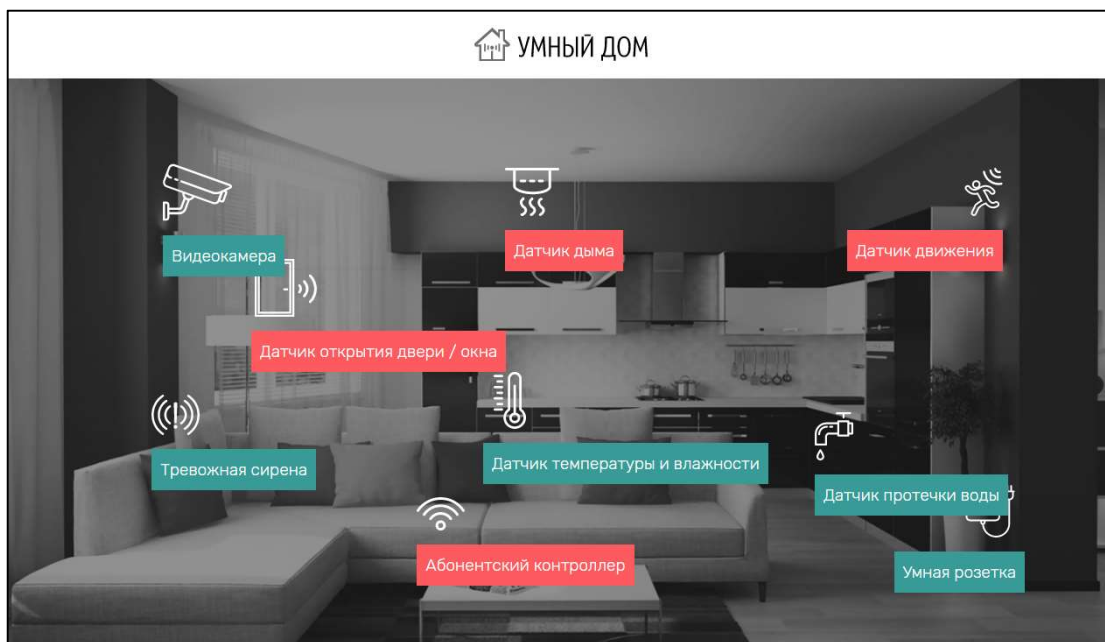 УМНЫЙ ДОМ
Видеокамера
Датчик дыма
Датчик движения
Датчик открытия двери / окна
Тревожная сирена
Датчик температуры и влажности
Датчик протечки воды
Абонентский контроллер
Умная розетка